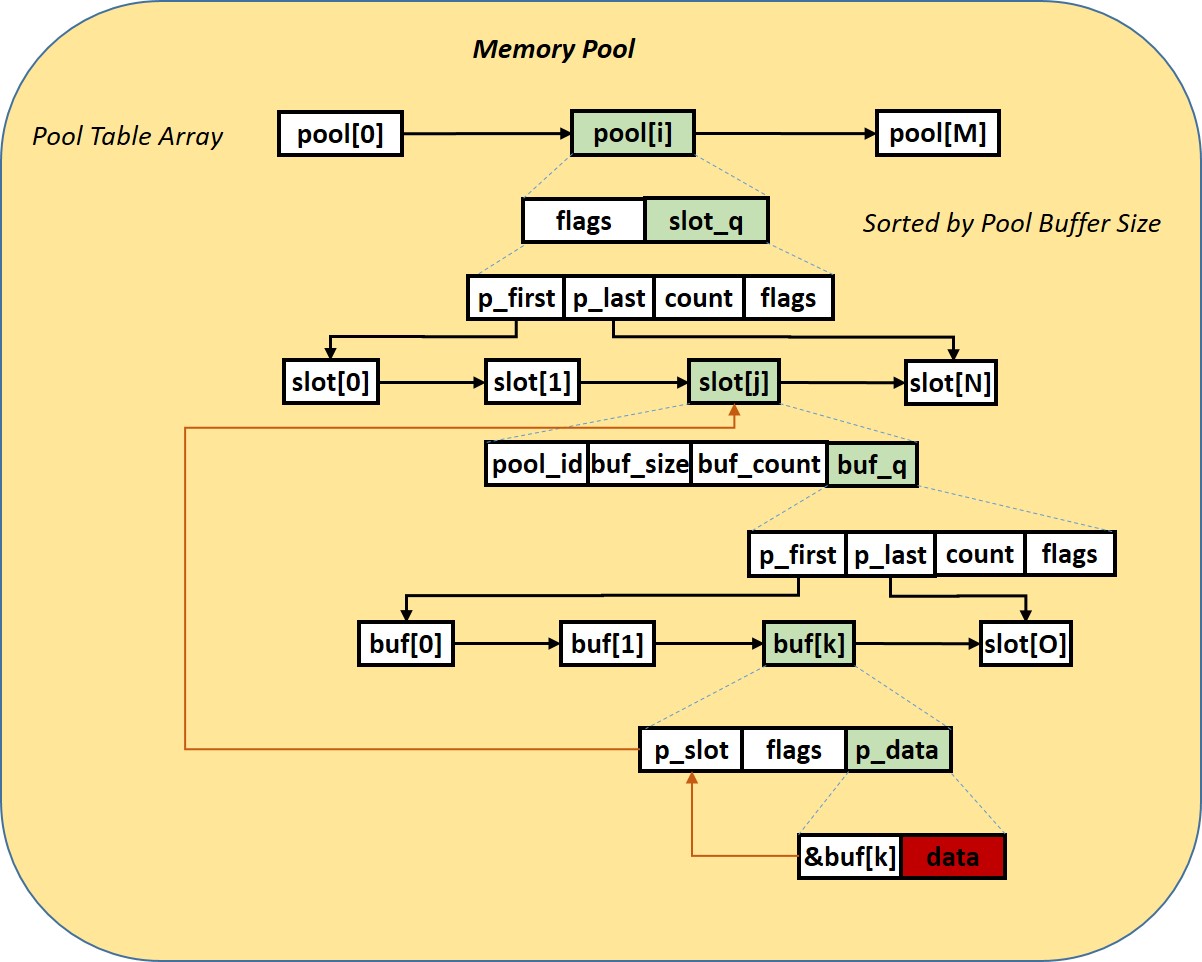 Memory Pool
Pool Table Array pool[0] pool[i] pool[M]
flags slot_q Sorted by Pool Buffer Size
p_first p_last count flags
slot[0] slot[1] slot[j] slot[N]
pool_id buf_size buf_count buf_q
p_first p_last count flags
buf[0] buf[1] buf[k] slot[O]
p_slot flags p_data
&buf[k] data